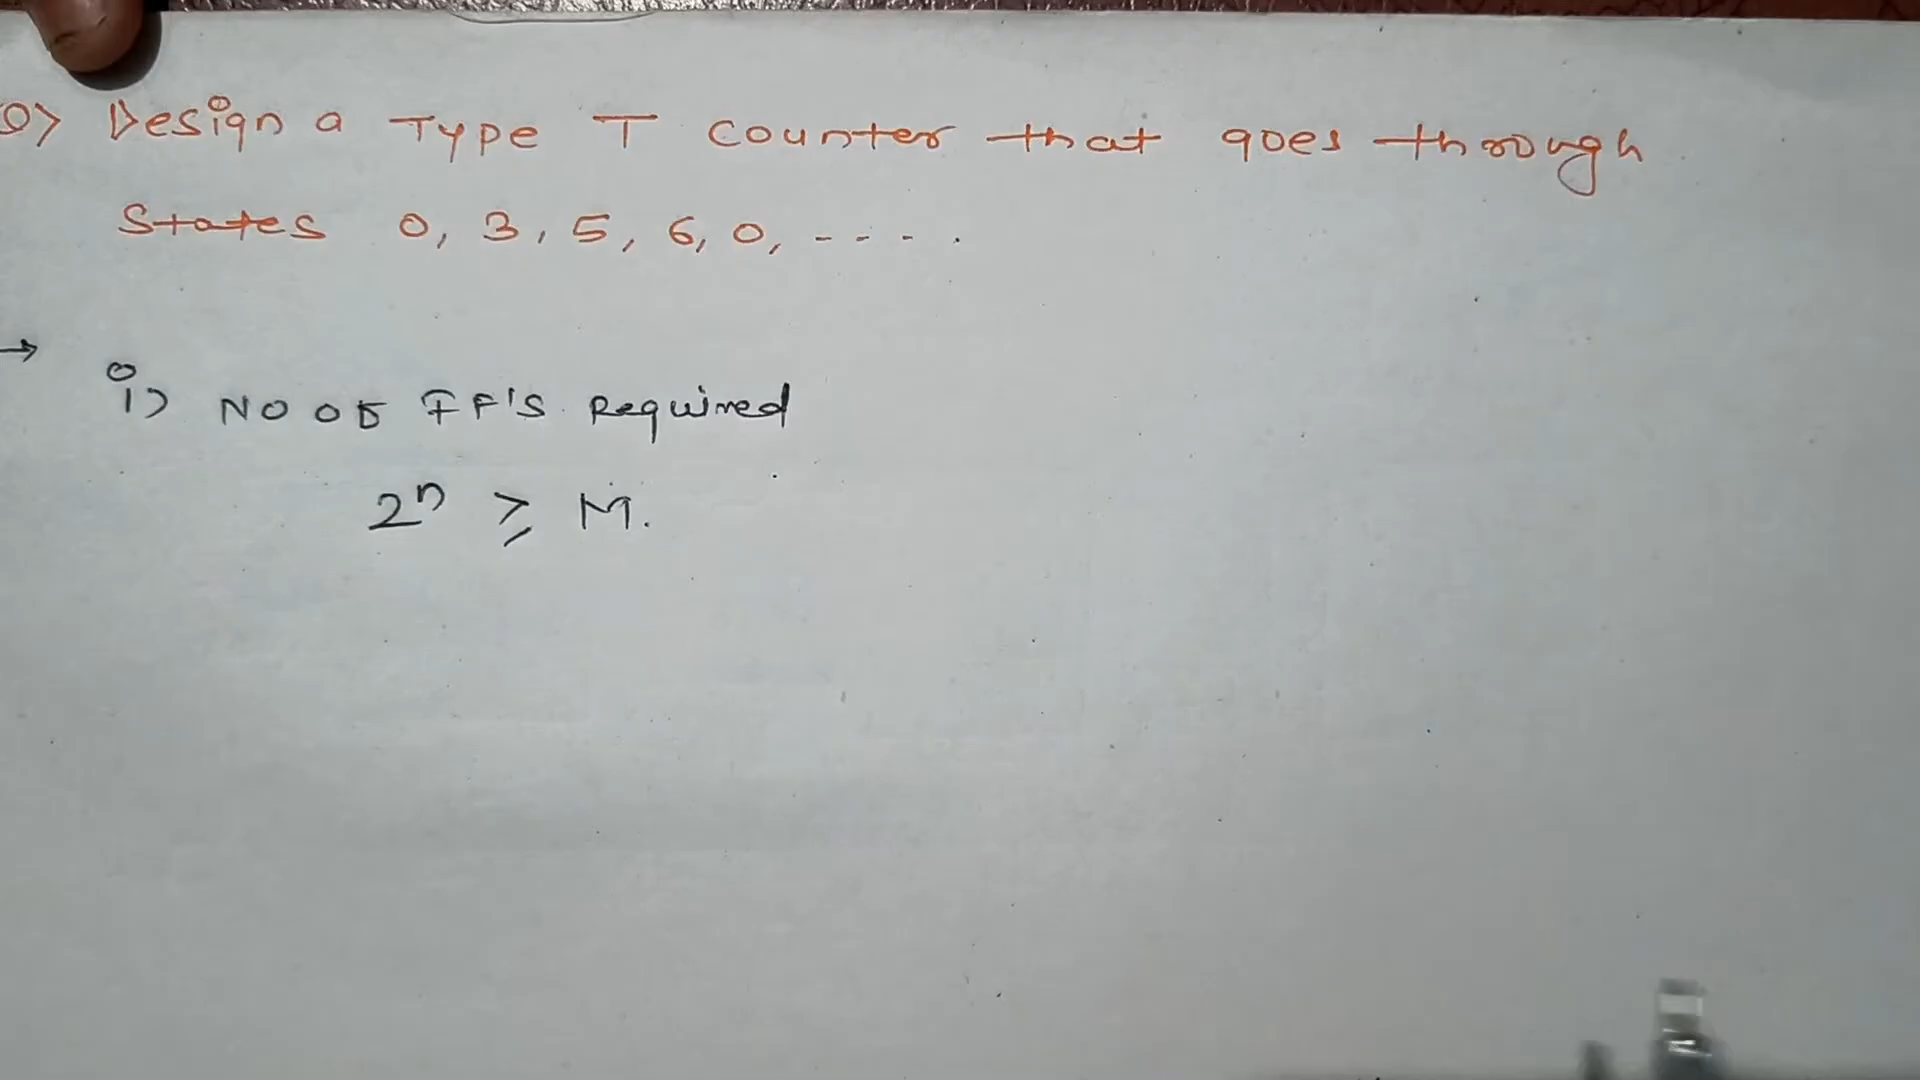 Q> Design a Type T Counter that goes through
States 0, 3, 5, 6, 0, - - - .
→
i) NO OF FF'S Required
2ⁿ ≥ M.